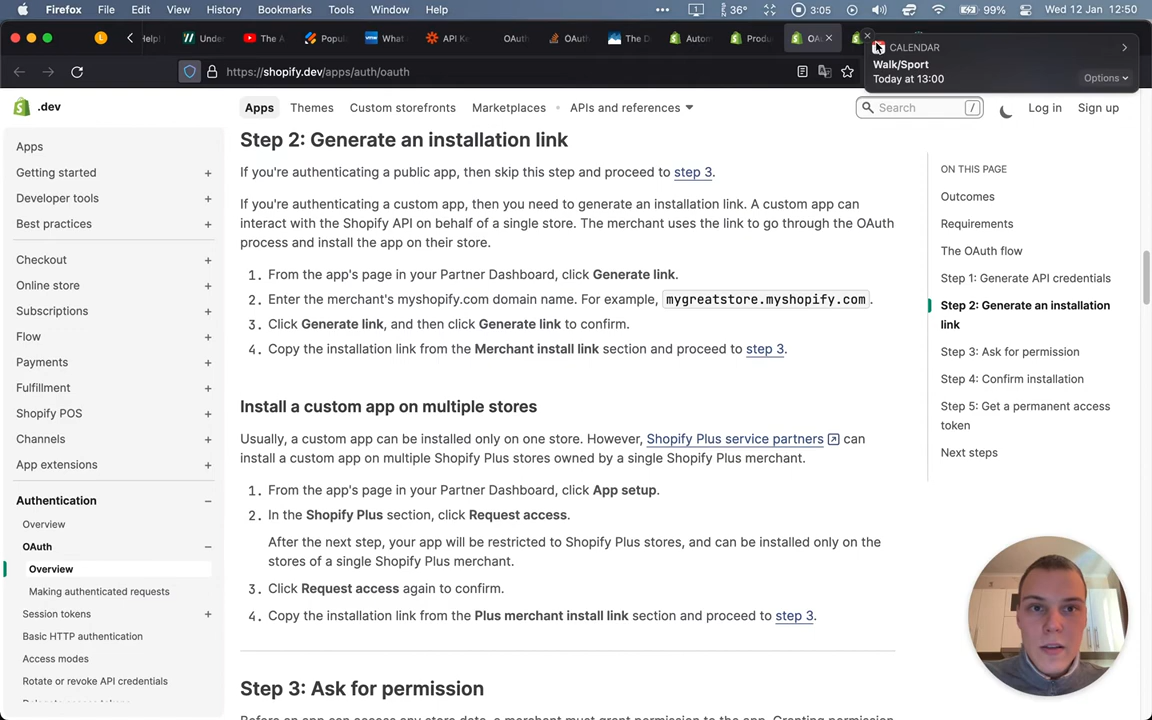 Firefox File Edit View History Bookmarks Tools Window Help ••• 36° 3:05 99% Wed 12 Jan 12:50
L Help! Under The A Popul What API Ke OAuth OAuth The D Autom Produ OA
CALENDAR
Walk/Sport
Today at 13:00
Options
https://shopify.dev/apps/auth/oauth
.dev Apps Themes Custom storefronts Marketplaces • APIs and references Search / Log in Sign up
Apps
Getting started +
Developer tools +
Best practices +
Checkout +
Online store +
Subscriptions +
Flow +
Payments +
Fulfillment +
Shopify POS +
Channels +
App extensions +
Authentication −
Overview
OAuth −
Overview
Making authenticated requests
Session tokens +
Basic HTTP authentication
Access modes
Rotate or revoke API credentials
Step 2: Generate an installation link
If you're authenticating a public app, then skip this step and proceed to step 3.
If you're authenticating a custom app, then you need to generate an installation link. A custom app can
interact with the Shopify API on behalf of a single store. The merchant uses the link to go through the OAuth
process and install the app on their store.
1. From the app's page in your Partner Dashboard, click Generate link.
2. Enter the merchant's myshopify.com domain name. For example, mygreatstore.myshopify.com.
3. Click Generate link, and then click Generate link to confirm.
4. Copy the installation link from the Merchant install link section and proceed to step 3.
Install a custom app on multiple stores
Usually, a custom app can be installed only on one store. However, Shopify Plus service partners can
install a custom app on multiple Shopify Plus stores owned by a single Shopify Plus merchant.
1. From the app's page in your Partner Dashboard, click App setup.
2. In the Shopify Plus section, click Request access.
After the next step, your app will be restricted to Shopify Plus stores, and can be installed only on the
stores of a single Shopify Plus merchant.
3. Click Request access again to confirm.
4. Copy the installation link from the Plus merchant install link section and proceed to step 3.
Step 3: Ask for permission
ON THIS PAGE
Outcomes
Requirements
The OAuth flow
Step 1: Generate API credentials
Step 2: Generate an installation
link
Step 3: Ask for permission
Step 4: Confirm installation
Step 5: Get a permanent access
token
Next steps